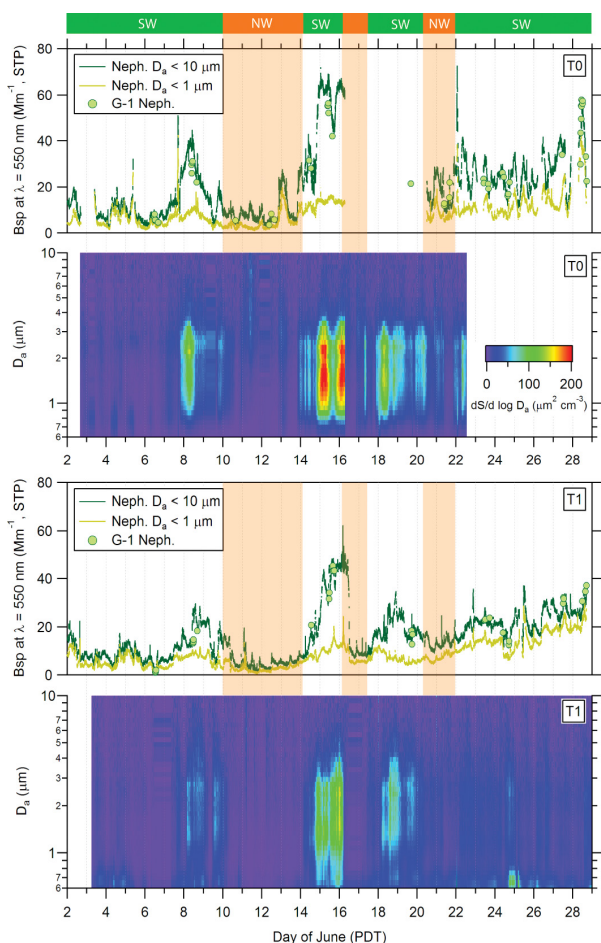 SW NW SW SW NW SW
80
60
40
20
0
Bsp at λ = 550 nm (Mm⁻¹, STP)
Neph. Dₐ < 10 μm
Neph. Dₐ < 1 μm
G-1 Neph.
T0
10
6
5
4
3
2
1
8
6
Dₐ (μm)
T0
0 100 200
dS/d log Dₐ (μm² cm⁻³)
2 4 6 8 10 12 14 16 18 20 22 24 26 28
100
80
60
40
20
0
Bsp at λ = 550 nm (Mm⁻¹, STP)
Neph. Dₐ < 10 μm
Neph. Dₐ < 1 μm
G-1 Neph.
T1
10
7
6
5
4
3
2
1
8
7
6
Dₐ (μm)
T1
2 4 6 8 10 12 14 16 18 20 22 24 26 28
Day of June (PDT)